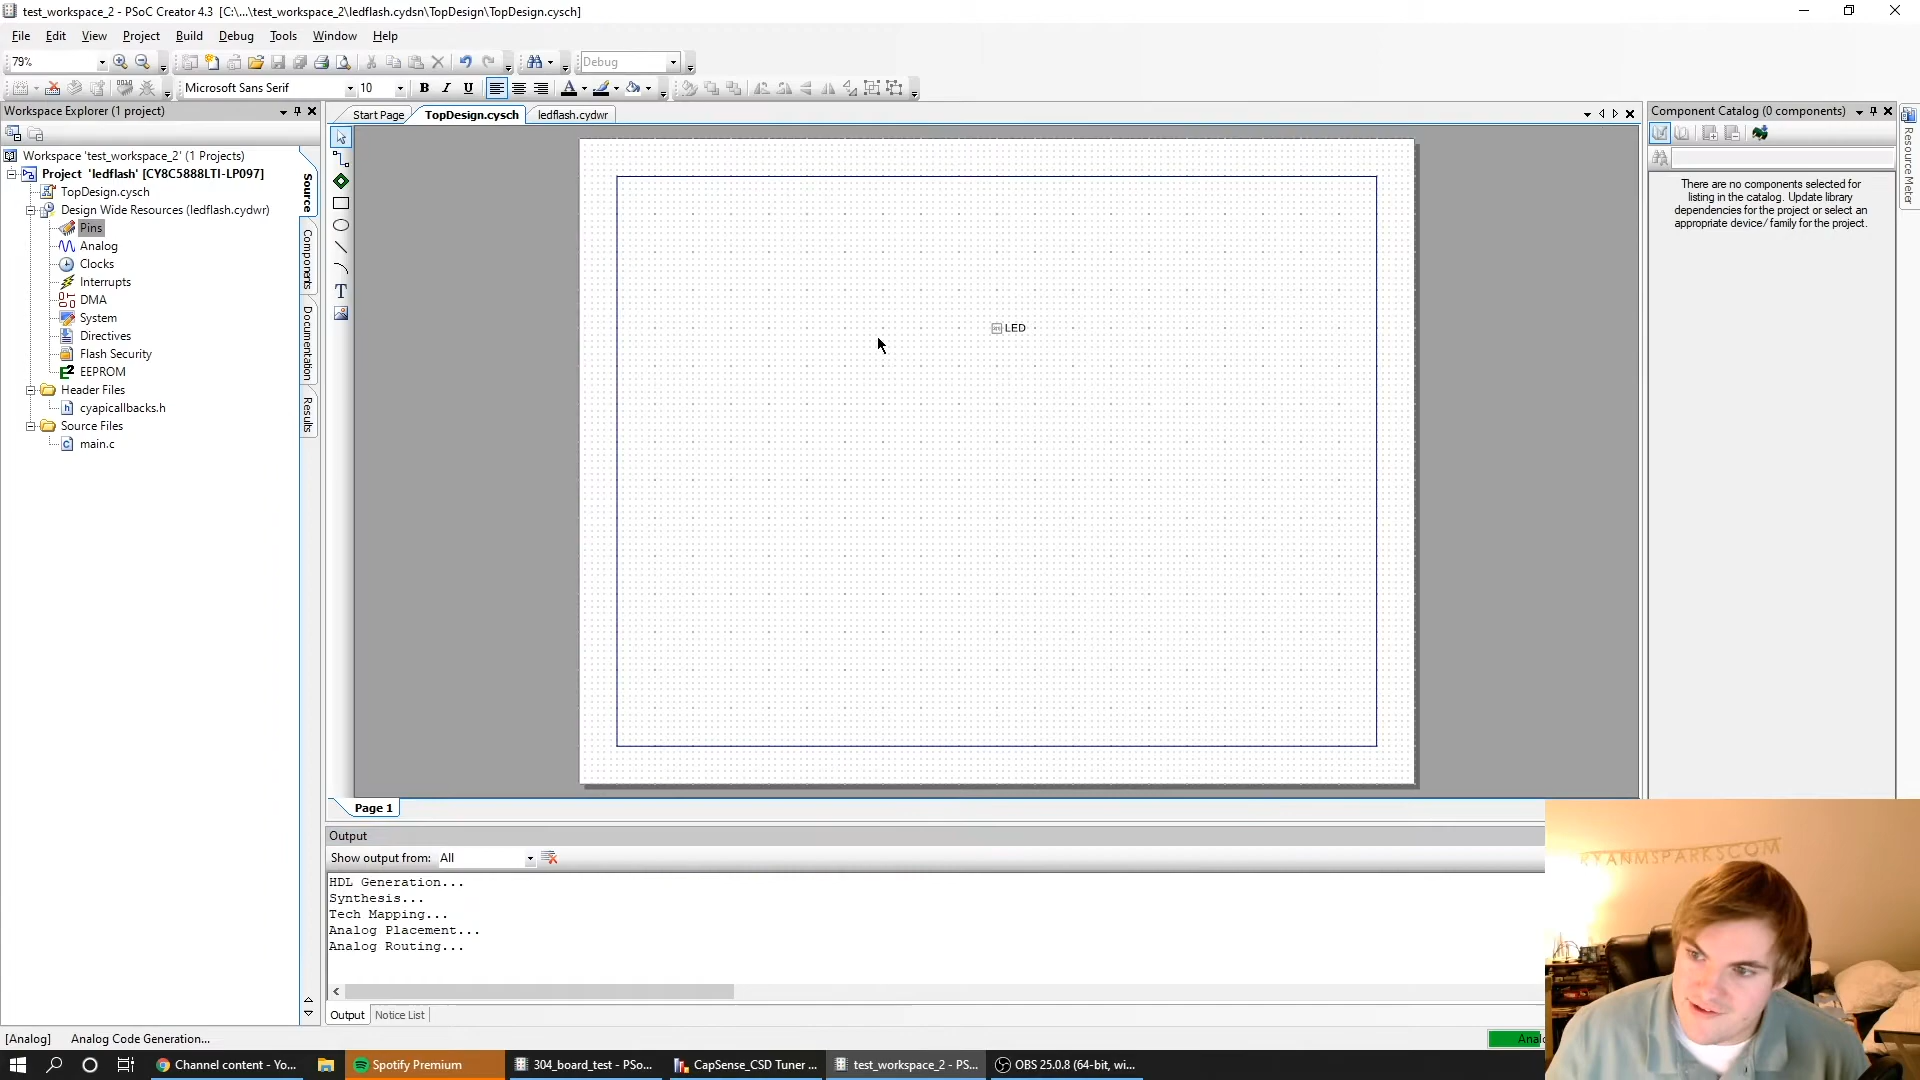 test_workspace_2 - PSoC Creator 4.3 [C:\...\test_workspace_2\ledflash.cydsn\TopDesign\TopDesign.cysch]
File Edit View Project Build Debug Tools Window Help
79%
Debug
Microsoft Sans Serif 10 B I U A
Workspace Explorer (1 project)
Start Page TopDesign.cysch ledflash.cydwr
Component Catalog (0 components)
Workspace 'test_workspace_2' (1 Projects)
Project 'ledflash' [CY8C5888LTI-LP097]
TopDesign.cysch
Design Wide Resources (ledflash.cydwr)
Pins
Analog
Clocks
Interrupts
DMA
System
Directives
Flash Security
EEPROM
Header Files
cyapicallbacks.h
Source Files
main.c
Source
Components
Documentation
Results
T
LED
There are no components selected for
listing in the catalog. Update library
dependencies for the project or select an
appropriate device/ family for the project.
Resource Meter
Page 1
Output
Show output from: All
HDL Generation...
Synthesis...
Tech Mapping...
Analog Placement...
Analog Routing...
Output Notice List
[Analog] Analog Code Generation...
RYANMSPARKSCOM
Channel content - Yo...
Spotify Premium
304_board_test - PSo...
CapSense_CSD Tuner ...
test_workspace_2 - PS...
OBS 25.0.8 (64-bit, wi...